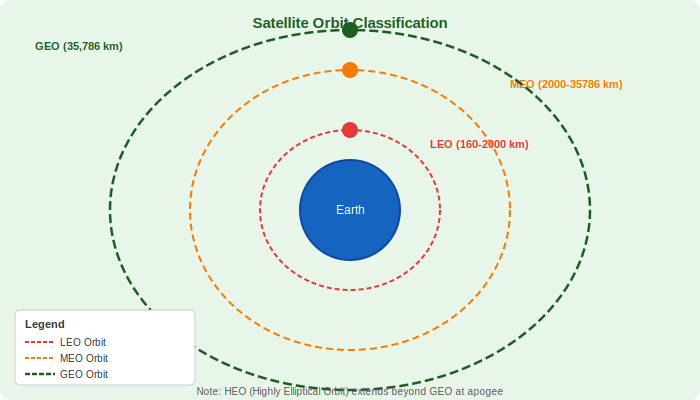 Satellite Orbit Classification
GEO (35,786 km)
MEO (2000-35786 km)
LEO (160-2000 km)
Earth
Legend
LEO Orbit
MEO Orbit
GEO Orbit
Note: HEO (Highly Elliptical Orbit) extends beyond GEO at apogee